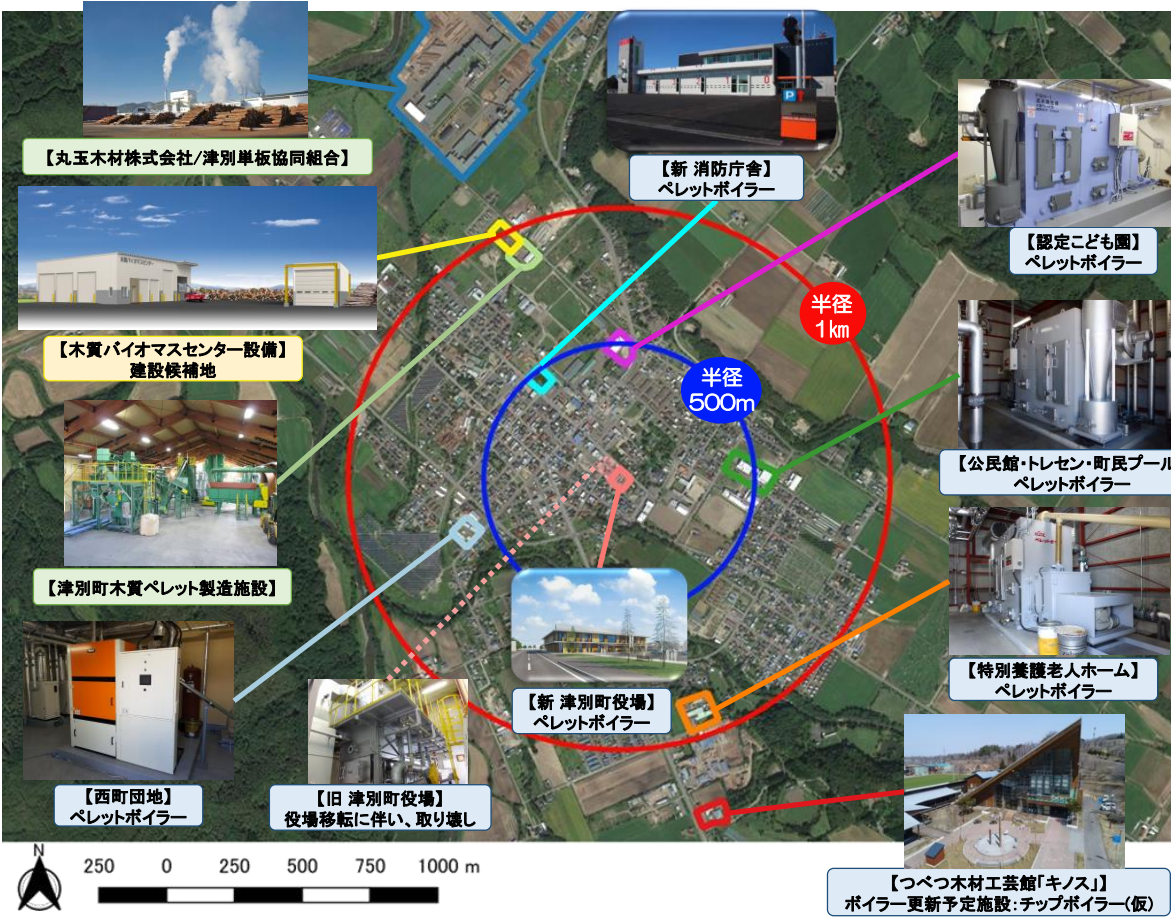 【丸玉木材株式会社/津別単板協同組合】
【新 消防庁舎】
ペレットボイラー
【認定こども園】
ペレットボイラー
半径
1km
【木質バイオマスセンター設備】
建設候補地
半径
500m
【公民館・トレセン・町民プール
ペレットボイラー
【津別町木質ペレット製造施設】
【特別養護老人ホーム】
ペレットボイラー
【新 津別町役場】
ペレットボイラー
【西町団地】
ペレットボイラー
【旧 津別町役場】
役場移転に伴い、取り壊し
【つべつ木材工芸館「キノス」】
ボイラー更新予定施設：チップボイラー(仮)
N
250 0 250 500 750 1000 m
P